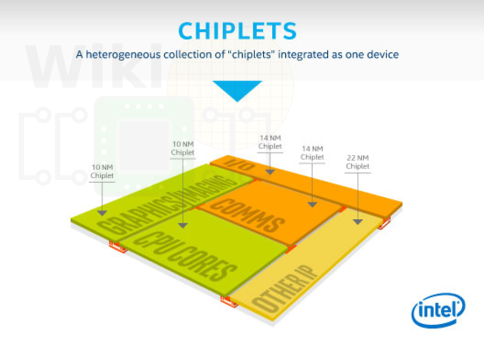 CHIPLETS
A heterogeneous collection of "chiplets" integrated as one device
Wiki
10 NM
Chiplet
10 NM
Chiplet
14 NM
Chiplet
14 NM
Chiplet
22 NM
Chiplet
GRAPHICS
IMAGING
I/O
COMMS
CPU CORES
OTHER IP
intel